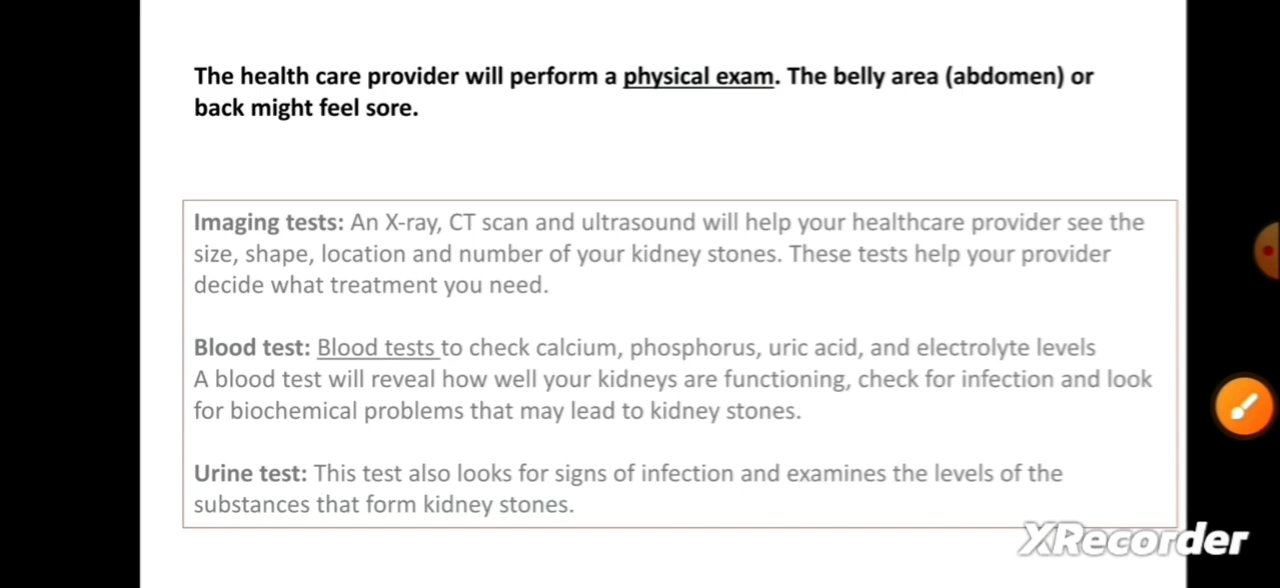 The health care provider will perform a physical exam. The belly area (abdomen) or
back might feel sore.
Imaging tests: An X-ray, CT scan and ultrasound will help your healthcare provider see the
size, shape, location and number of your kidney stones. These tests help your provider
decide what treatment you need.
Blood test: Blood tests to check calcium, phosphorus, uric acid, and electrolyte levels
A blood test will reveal how well your kidneys are functioning, check for infection and look
for biochemical problems that may lead to kidney stones.
Urine test: This test also looks for signs of infection and examines the levels of the
substances that form kidney stones.
XRecorder